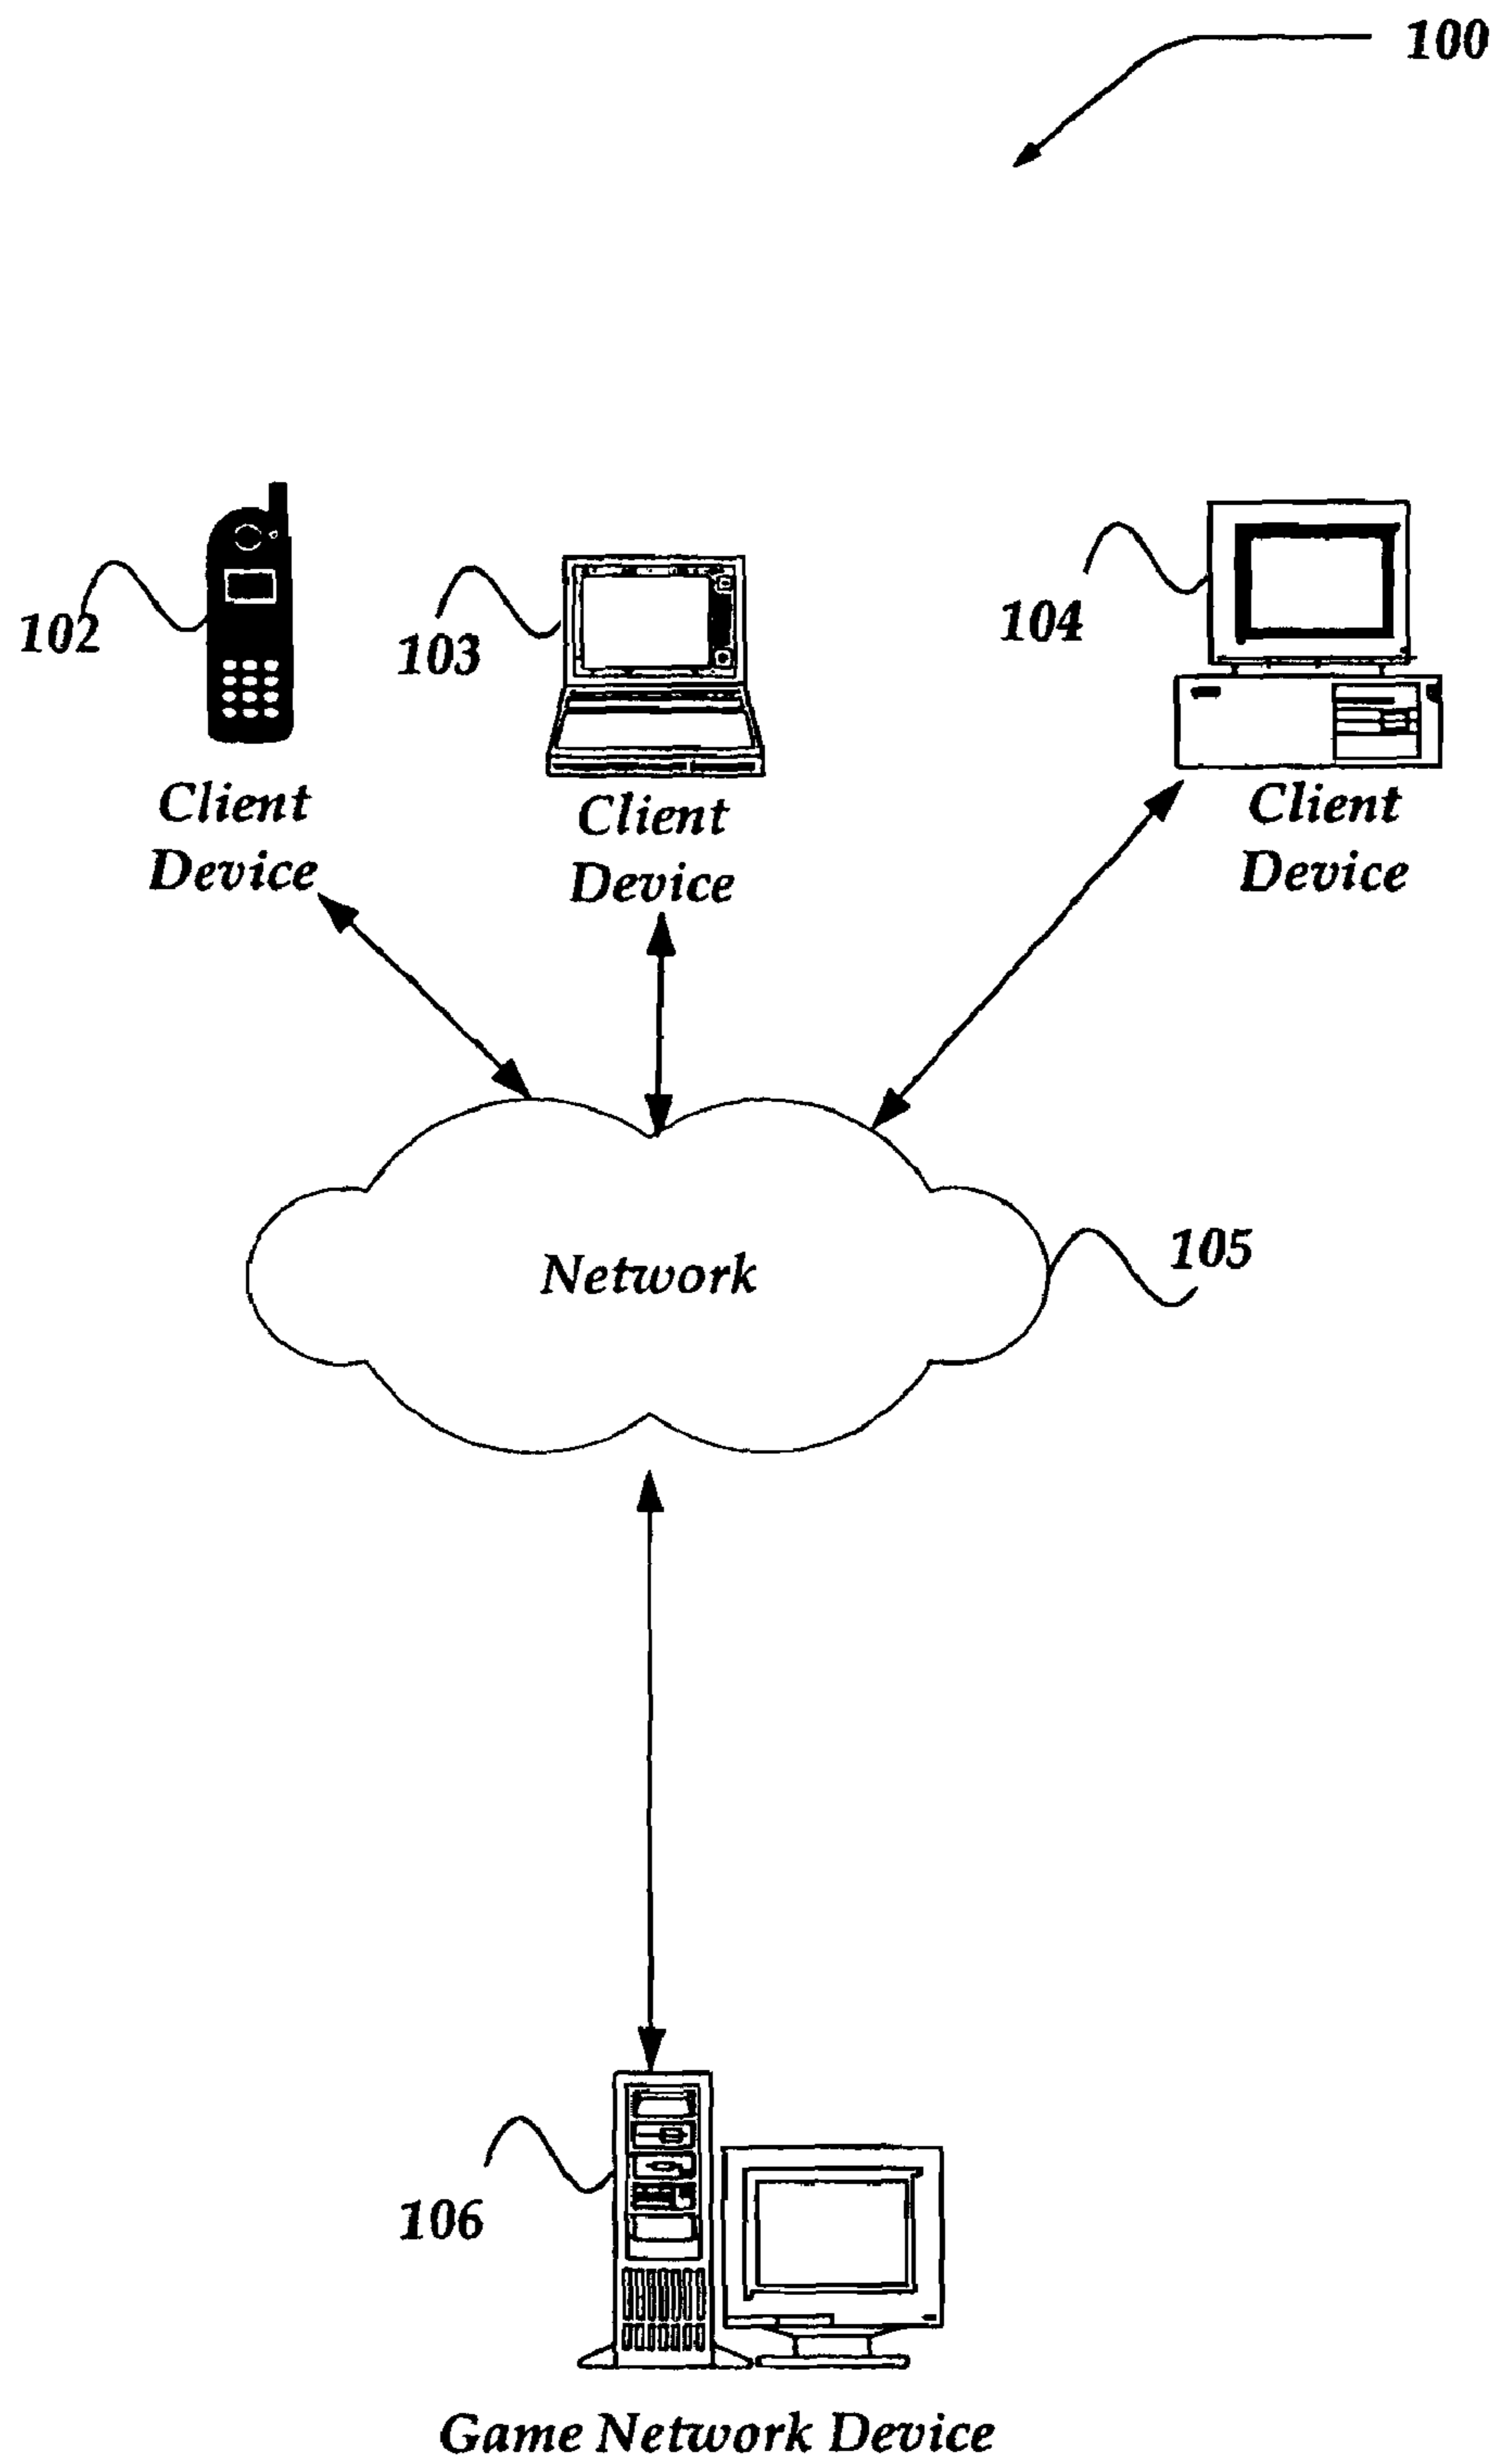 100
102
103
104
Client
Device
Client
Device
Client
Device
Network
105
106
Game Network Device